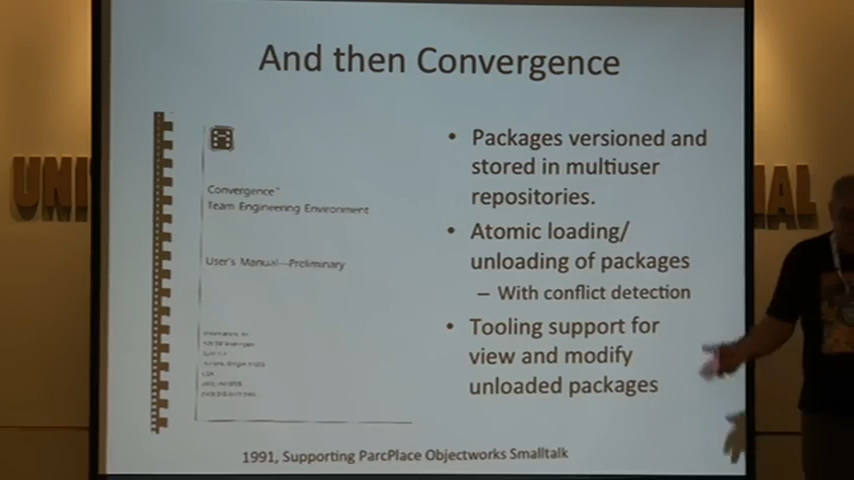 And then Convergence
UNI
AL
Convergence™
Team Engineering Environment
User's Manual—Preliminary
• Packages versioned and
stored in multiuser
repositories.
• Atomic loading/
unloading of packages
– With conflict detection
• Tooling support for
view and modify
unloaded packages
1991, Supporting ParcPlace Objectworks Smalltalk